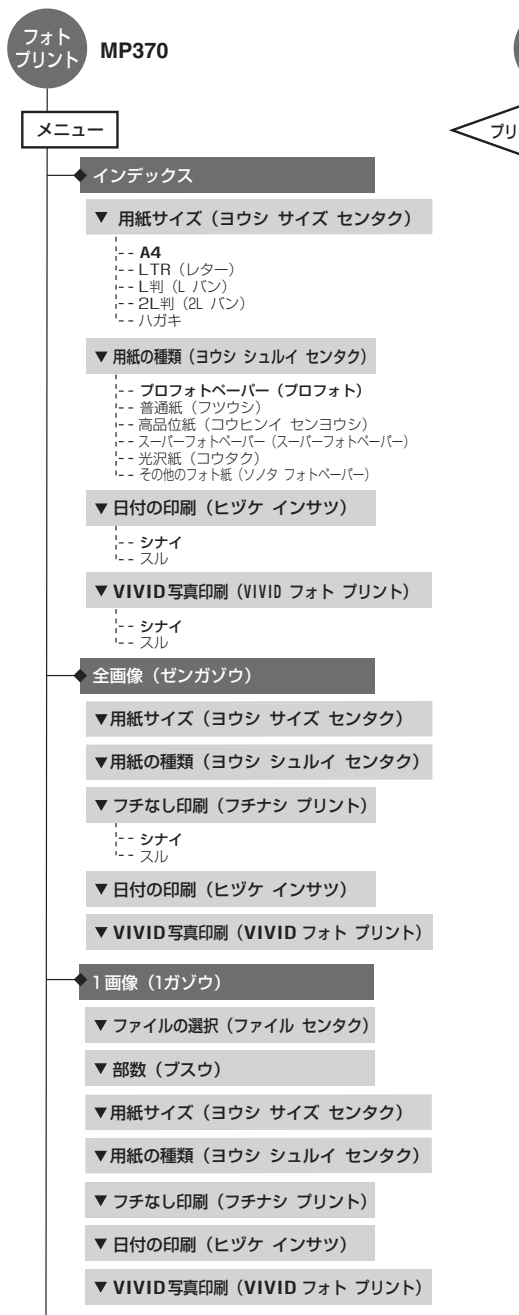 フォト
プリント
MP370
メニュー
プリ
インデックス
▼ 用紙サイズ（ヨウシ サイズ センタク）
A4
LTR（レター）
L判（L バン）
2L判（2L バン）
ハガキ
▼ 用紙の種類（ヨウシ シュルイ センタク）
プロフォトペーパー（プロフォト）
普通紙（フツウシ）
高品位紙（コウヒンイ センヨウシ）
スーパーフォトペーパー（スーパーフォトペーパー）
光沢紙（コウタク）
その他のフォト紙（ソノタ フォトペーパー）
▼ 日付の印刷（ヒヅケ インサツ）
シナイ
スル
▼ VIVID写真印刷（VIVID フォト プリント）
シナイ
スル
全画像（ゼンガゾウ）
▼用紙サイズ（ヨウシ サイズ センタク）
▼用紙の種類（ヨウシ シュルイ センタク）
▼ フチなし印刷（フチナシ プリント）
シナイ
スル
▼ 日付の印刷（ヒヅケ インサツ）
▼ VIVID写真印刷（VIVID フォト プリント）
1画像（1ガゾウ）
▼ ファイルの選択（ファイル センタク）
▼ 部数（ブスウ）
▼用紙サイズ（ヨウシ サイズ センタク）
▼用紙の種類（ヨウシ シュルイ センタク）
▼ フチなし印刷（フチナシ プリント）
▼ 日付の印刷（ヒヅケ インサツ）
▼ VIVID写真印刷（VIVID フォト プリント）